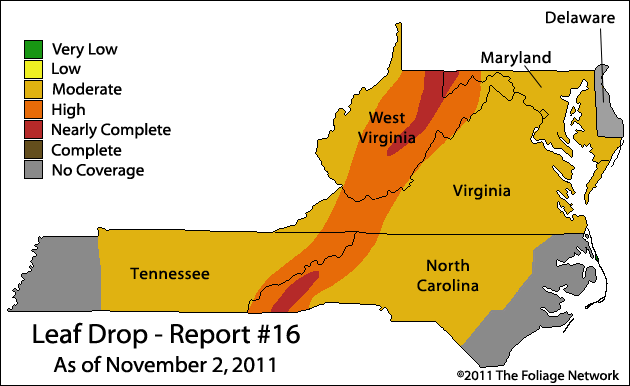 Delaware
Maryland
Very Low
Low
Moderate
High
Nearly Complete
Complete
No Coverage
West
Virginia
Virginia
Tennessee
North
Carolina
Leaf Drop - Report #16
As of November 2, 2011
©2011 The Foliage Network